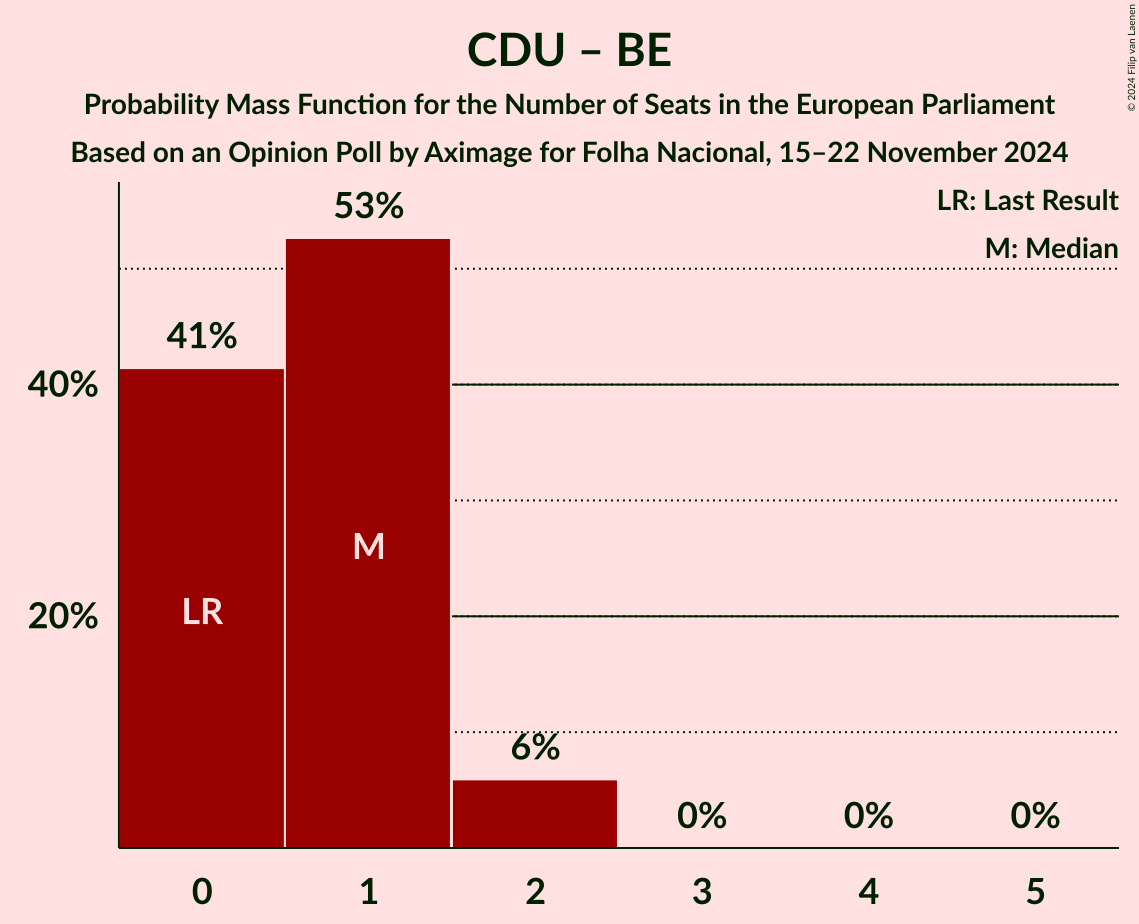 CDU – BE
Probability Mass Function for the Number of Seats in the European Parliament
Based on an Opinion Poll by Aximage for Folha Nacional, 15–22 November 2024
© 2024 Filip van Laenen
LR: Last Result
M: Median
53%
41%
40%
M
LR
20%
6%
0%
0%
0%
0
1
2
3
4
5